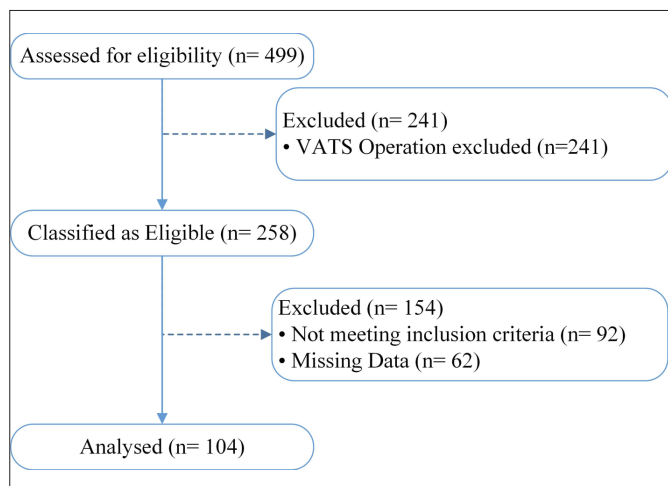 Assessed for eligibility (n= 499)
Excluded (n= 241)
• VATS Operation excluded (n=241)
Classified as Eligible (n= 258)
Excluded (n= 154)
• Not meeting inclusion criteria (n= 92)
• Missing Data (n= 62)
Analysed (n= 104)